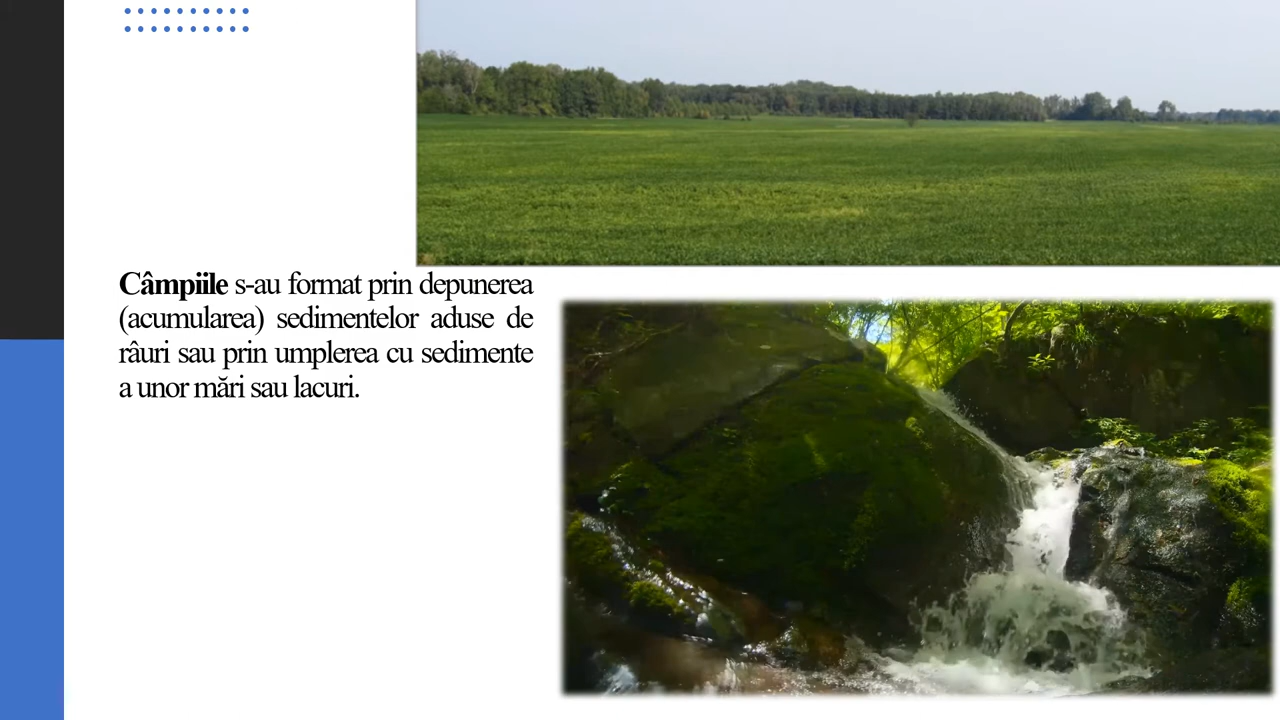 Câmpiile s-au format prin depunerea
(acumularea) sedimentelor aduse de
râuri sau prin umplerea cu sedimente
a unor mări sau lacuri.